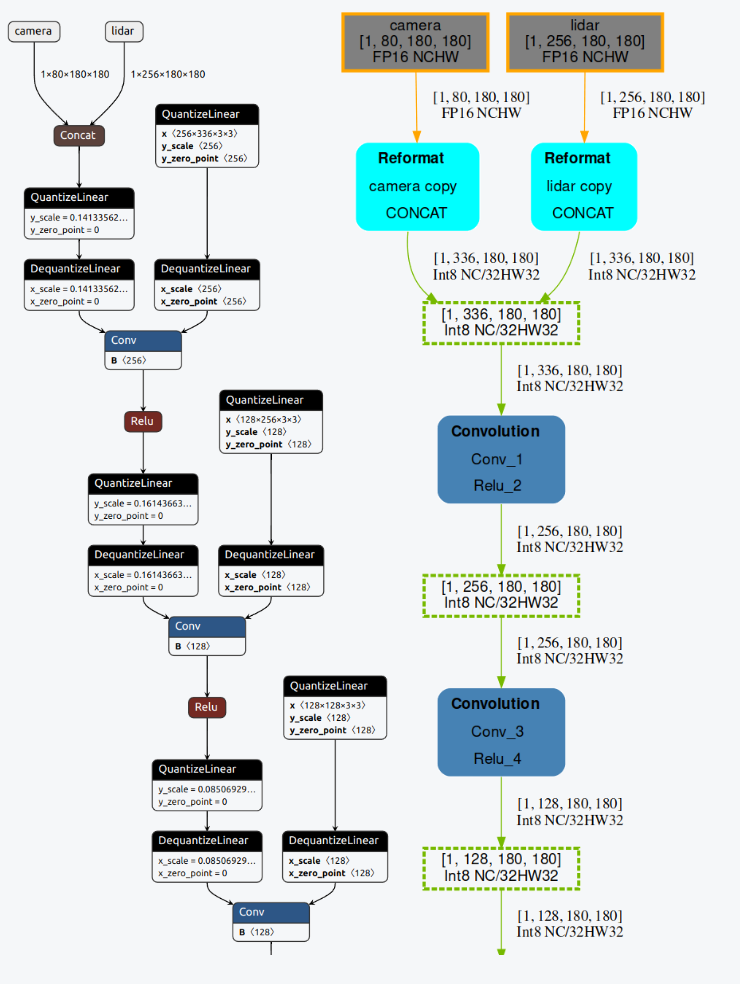 camera
lidar
1×80×180×180
1×256×180×180
Concat
QuantizeLinear
x ⟨256×336×3×3⟩
y_scale ⟨256⟩
y_zero_point ⟨256⟩
QuantizeLinear
y_scale = 0.14133562...
y_zero_point = 0
DequantizeLinear
x_scale = 0.14133562...
x_zero_point = 0
DequantizeLinear
x_scale ⟨256⟩
x_zero_point ⟨256⟩
Conv
B ⟨256⟩
Relu
QuantizeLinear
x ⟨128×256×3×3⟩
y_scale ⟨128⟩
y_zero_point ⟨128⟩
QuantizeLinear
y_scale = 0.16143663...
y_zero_point = 0
DequantizeLinear
x_scale = 0.16143663...
x_zero_point = 0
DequantizeLinear
x_scale ⟨128⟩
x_zero_point ⟨128⟩
Conv
B ⟨128⟩
Relu
QuantizeLinear
x ⟨128×128×3×3⟩
y_scale ⟨128⟩
y_zero_point ⟨128⟩
QuantizeLinear
y_scale = 0.08506929...
y_zero_point = 0
DequantizeLinear
x_scale = 0.08506929...
x_zero_point = 0
DequantizeLinear
x_scale ⟨128⟩
x_zero_point ⟨128⟩
Conv
B ⟨128⟩
camera
[1, 80, 180, 180]
FP16 NCHW
lidar
[1, 256, 180, 180]
FP16 NCHW
[1, 80, 180, 180]
FP16 NCHW
[1, 256, 180, 180]
FP16 NCHW
Reformat
camera copy
CONCAT
Reformat
lidar copy
CONCAT
[1, 336, 180, 180]
Int8 NC/32HW32
[1, 336, 180, 180]
Int8 NC/32HW32
[1, 336, 180, 180]
Int8 NC/32HW32
[1, 336, 180, 180]
Int8 NC/32HW32
Convolution
Conv_1
Relu_2
[1, 256, 180, 180]
Int8 NC/32HW32
[1, 256, 180, 180]
Int8 NC/32HW32
[1, 256, 180, 180]
Int8 NC/32HW32
Convolution
Conv_3
Relu_4
[1, 128, 180, 180]
Int8 NC/32HW32
[1, 128, 180, 180]
Int8 NC/32HW32
[1, 128, 180, 180]
Int8 NC/32HW32